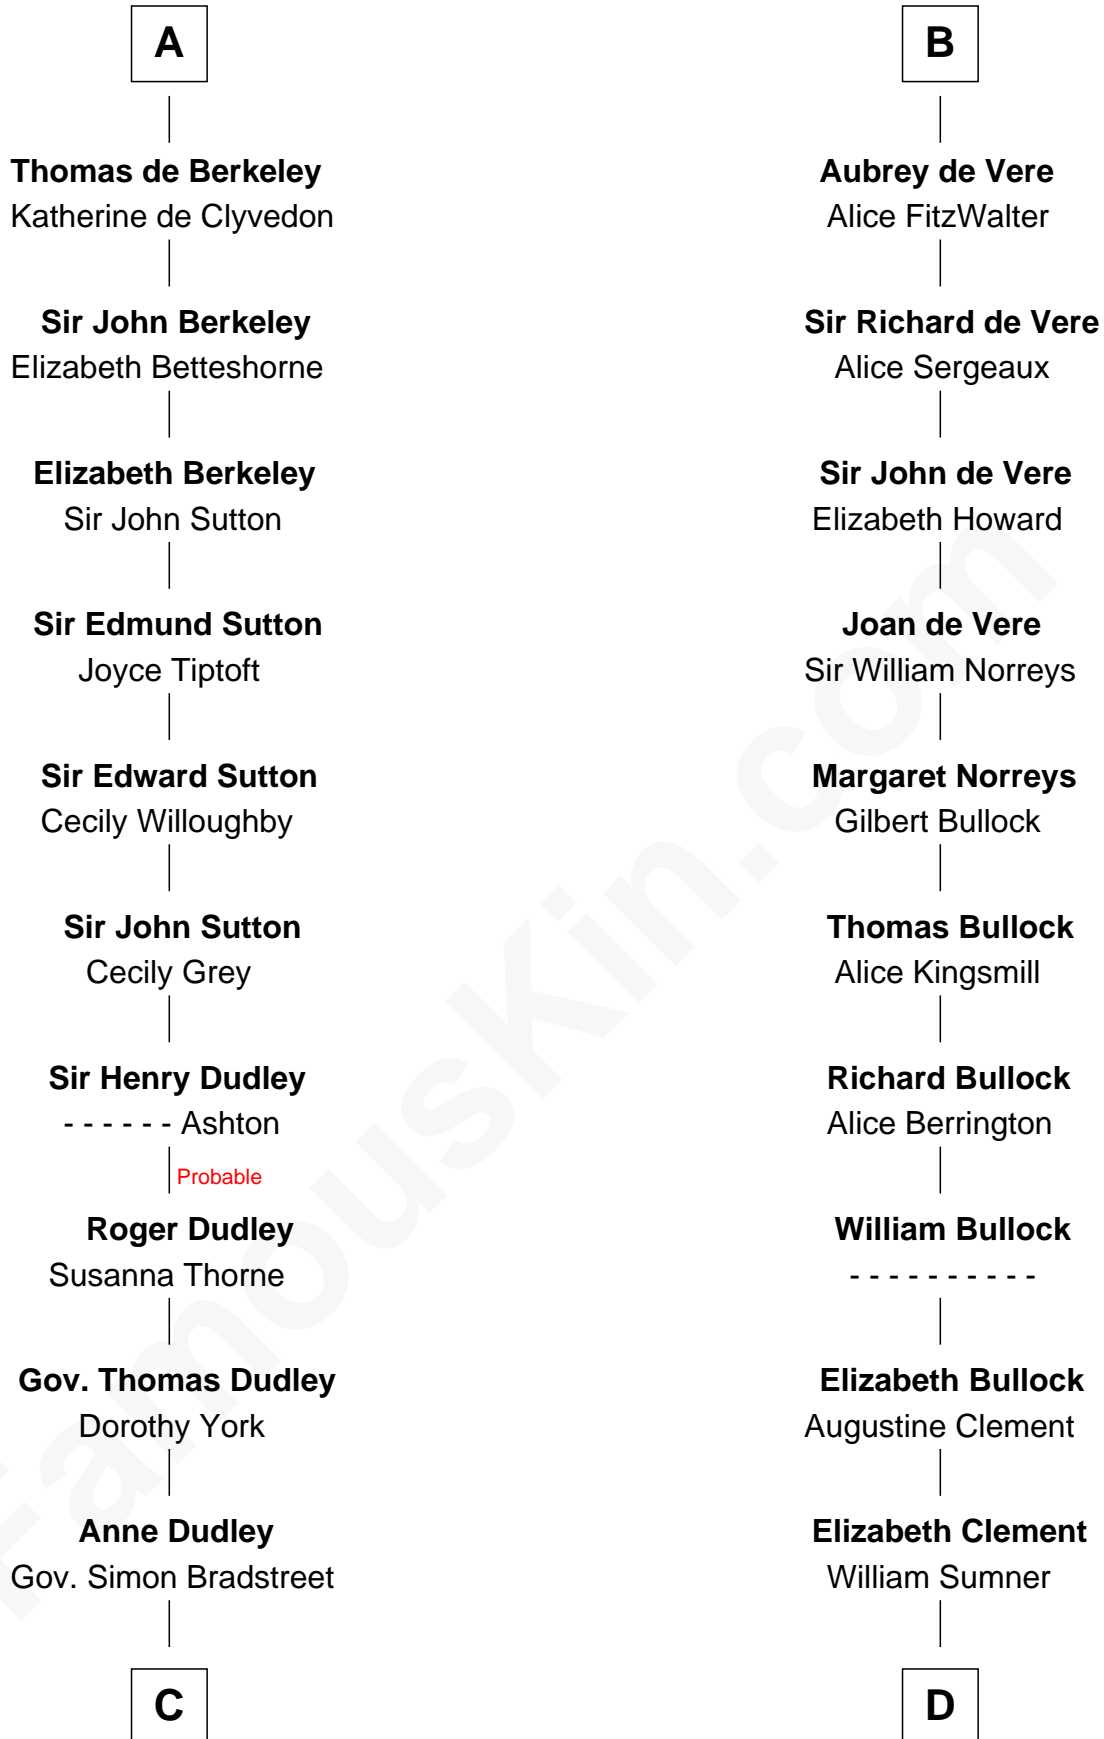 A
Thomas de Berkeley
Katherine de Clyvedon
Sir John Berkeley
Elizabeth Betteshorne
Elizabeth Berkeley
Sir John Sutton
Sir Edmund Sutton
Joyce Tiptoft
Sir Edward Sutton
Cecily Willoughby
Sir John Sutton
Cecily Grey
Sir Henry Dudley
- - - - - - Ashton
Probable
Roger Dudley
Susanna Thorne
Gov. Thomas Dudley
Dorothy York
Anne Dudley
Gov. Simon Bradstreet
C
B
Aubrey de Vere
Alice FitzWalter
Sir Richard de Vere
Alice Sergeaux
Sir John de Vere
Elizabeth Howard
Joan de Vere
Sir William Norreys
Margaret Norreys
Gilbert Bullock
Thomas Bullock
Alice Kingsmill
Richard Bullock
Alice Berrington
William Bullock
- - - - - - - - - -
Elizabeth Bullock
Augustine Clement
Elizabeth Clement
William Sumner
D
FamousKin.com